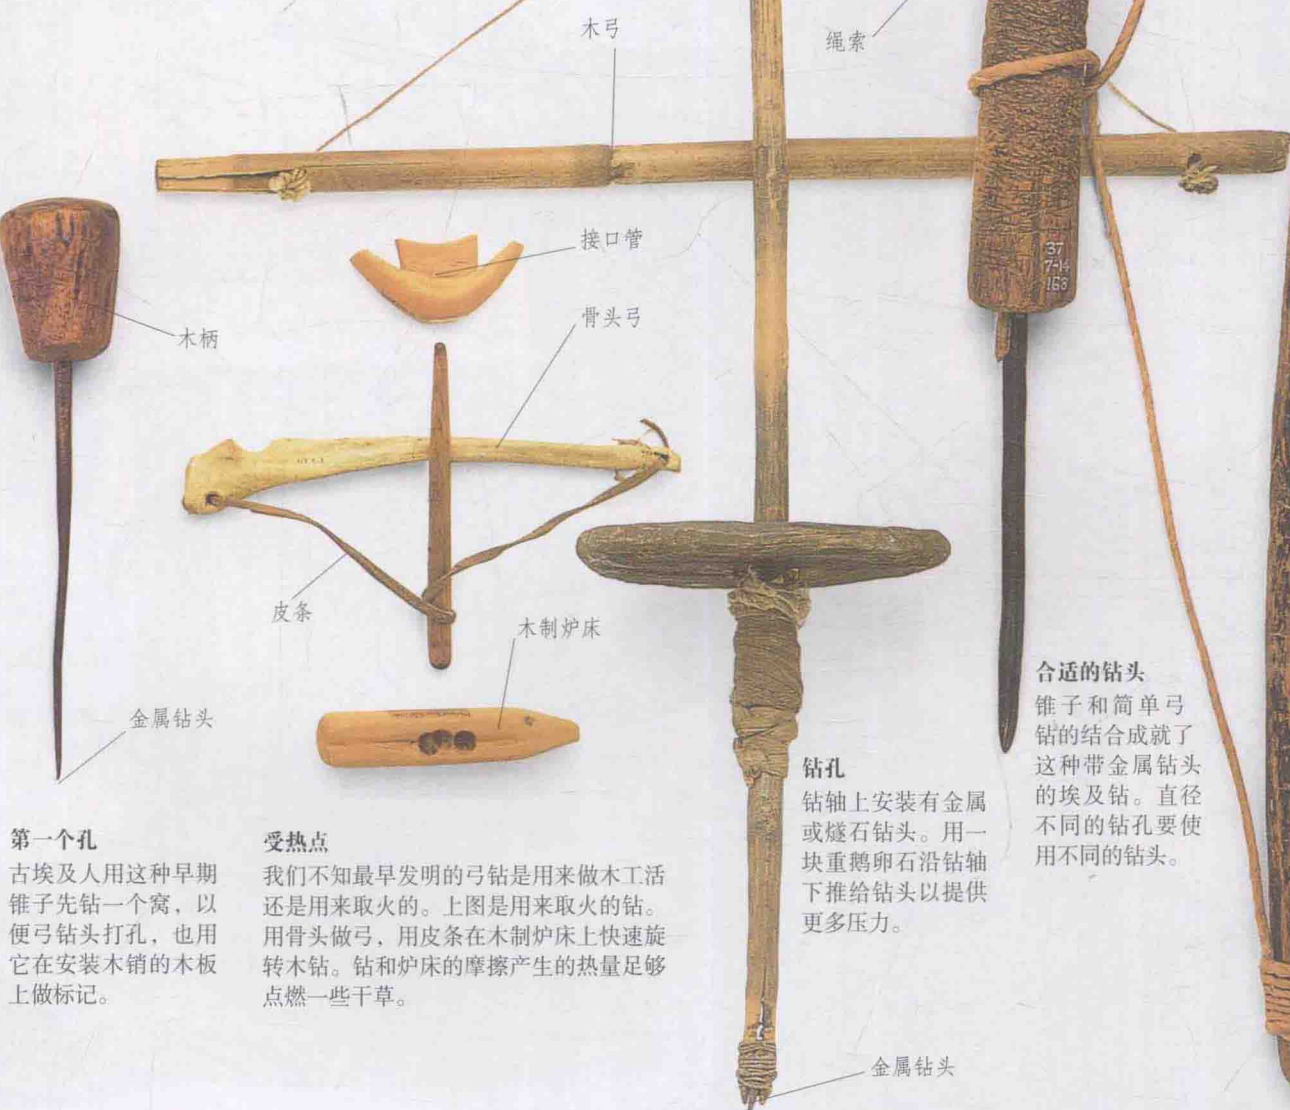 木弓
绳索
接口管
37
7-14
163
木柄
骨头弓
皮条
木制炉床
金属钻头
合适的钻头
锥子和简单弓
钻的结合成就了
这种带金属钻头
的埃及钻。直径
不同的钻孔要使
用不同的钻头。
钻孔
钻轴上安装有金属
或燧石钻头。用一
块重鹅卵石沿钻轴
下推给钻头以提供
更多压力。
第一个孔
古埃及人用这种早期
锥子先钻一个窝，以
便弓钻头打孔，也用
它在安装木销的木板
上做标记。
受热点
我们不知最早发明的弓钻是用来做木工活
还是用来取火的。上图是用来取火的钻。
用骨头做弓，用皮条在木制炉床上快速旋
转木钻。钻和炉床的摩擦产生的热量足够
点燃一些干草。
金属钻头